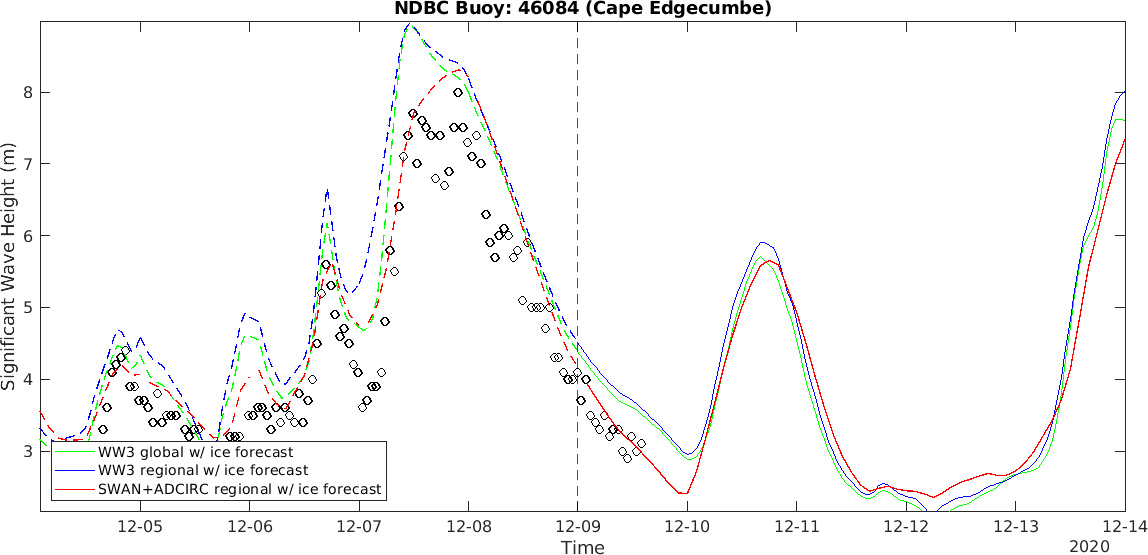 NDBC Buoy: 46084 (Cape Edgecumbe)
Significant Wave Height (m)
8
7
6
5
4
3
WW3 global w/ ice forecast
WW3 regional w/ ice forecast
SWAN+ADCIRC regional w/ ice forecast
12-05 12-06 12-07 12-08 12-09 12-10 12-11 12-12 12-13 12-14
Time
2020